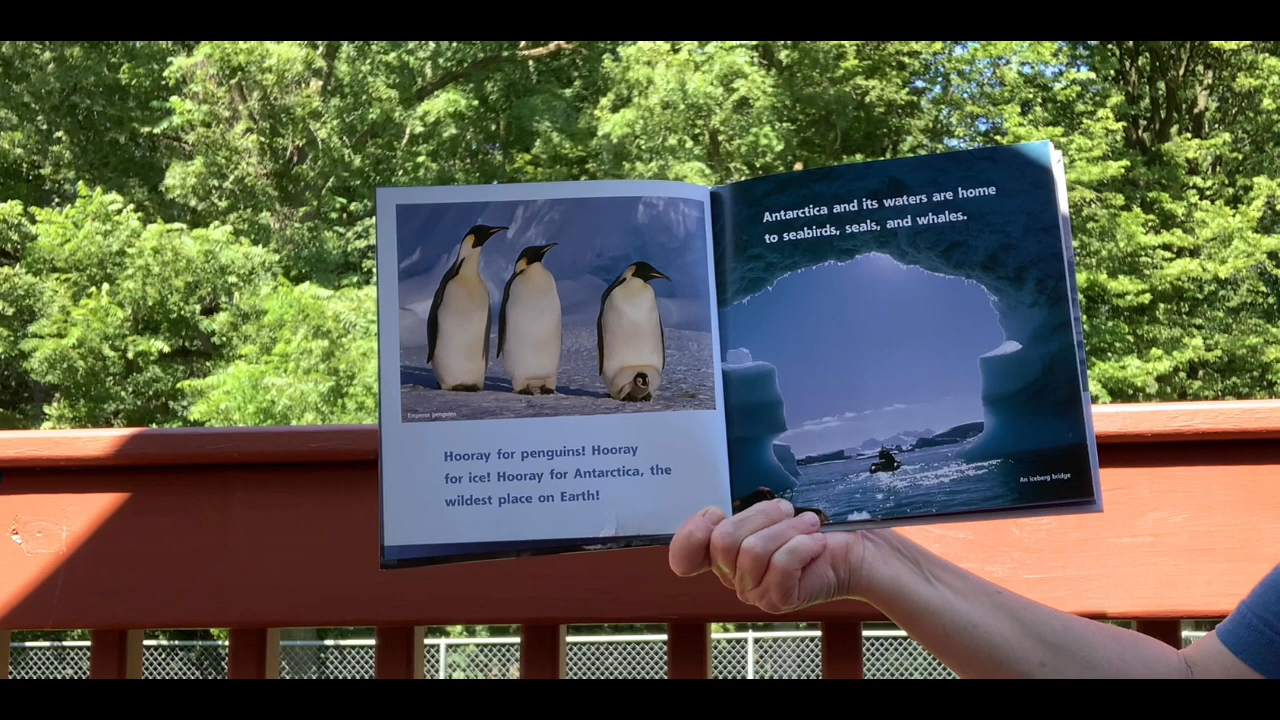 Emperor penguins
Hooray for penguins! Hooray
for ice! Hooray for Antarctica, the
wildest place on Earth!
Antarctica and its waters are home
to seabirds, seals, and whales.
An iceberg bridge